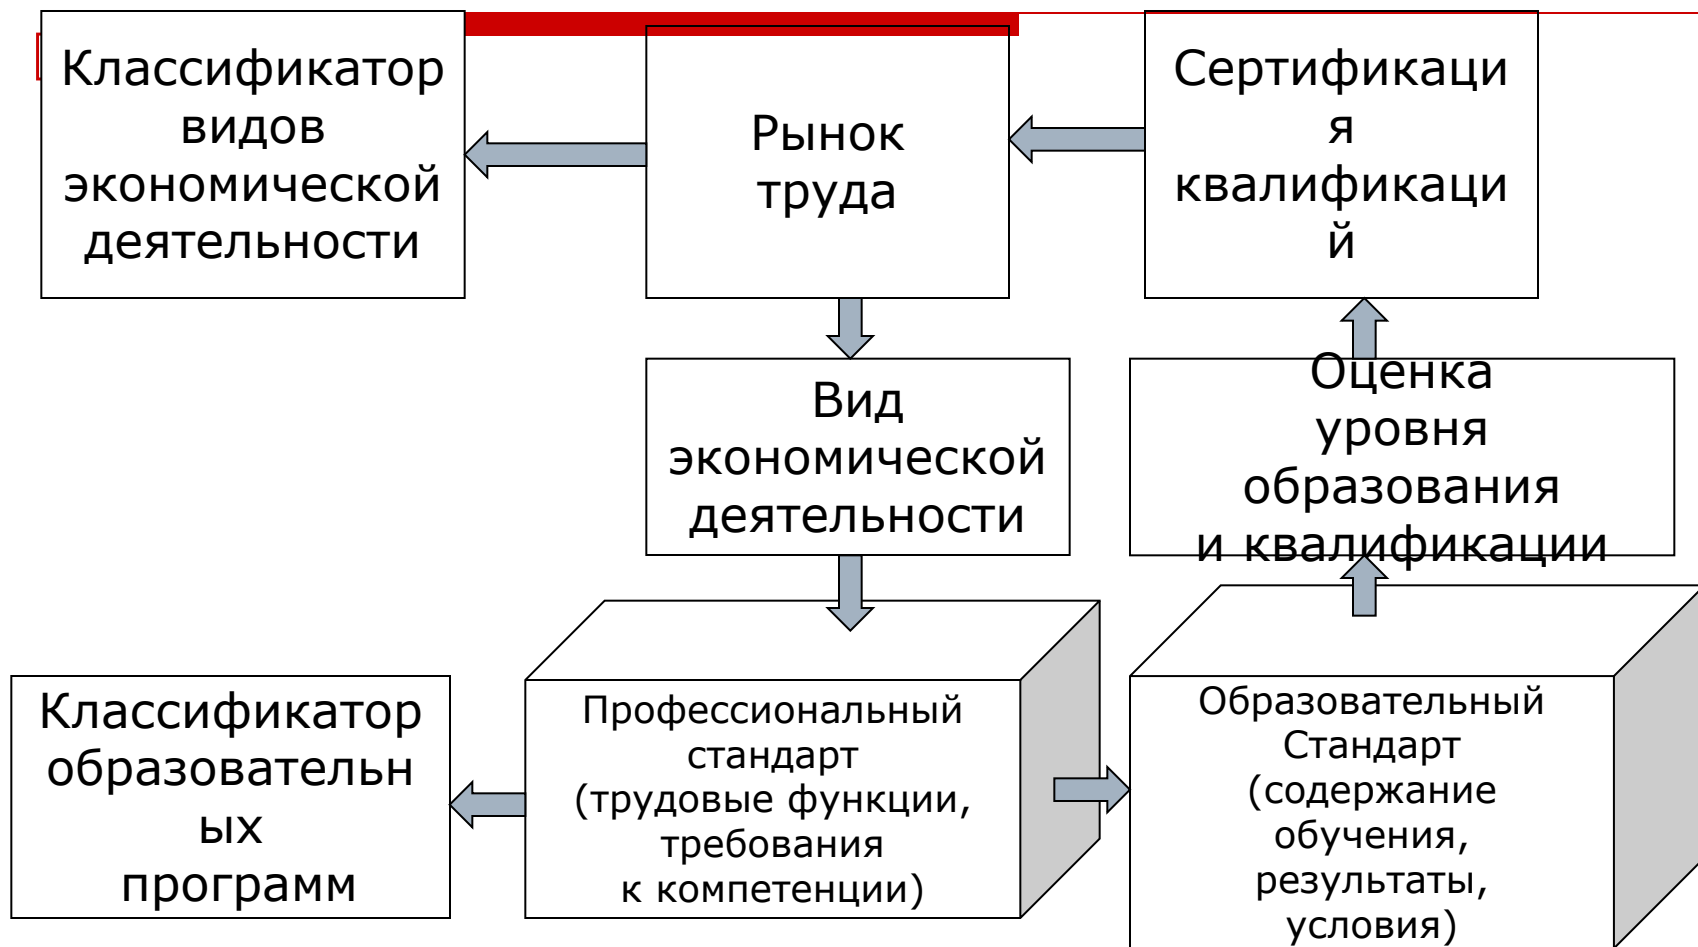 Классификатор
видов
экономической
деятельности
Рынок
труда
Сертификаци
я
квалификаци
й
Вид
экономической
деятельности
Оценка
уровня
образования
и квалификации
Классификатор
образовательн
ых
программ
Профессиональный
стандарт
(трудовые функции,
требования
к компетенции)
Образовательный
Стандарт
(содержание
обучения,
результаты,
условия)